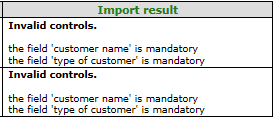 Import result
Invalid controls.
the field 'customer name' is mandatory
the field 'type of customer' is mandatory
Invalid controls.
the field 'customer name' is mandatory
the field 'type of customer' is mandatory